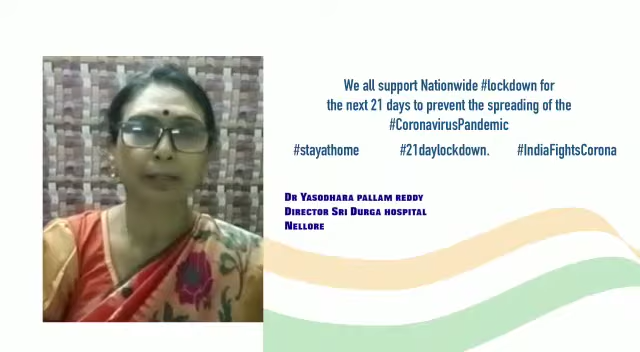 We all support Nationwide #lockdown for
the next 21 days to prevent the spreading of the
#CoronavirusPandemic
#stayathome #21daylockdown. #IndiaFightsCorona
Dr Yasodhara pallam reddy
Director Sri Durga hospital
Nellore